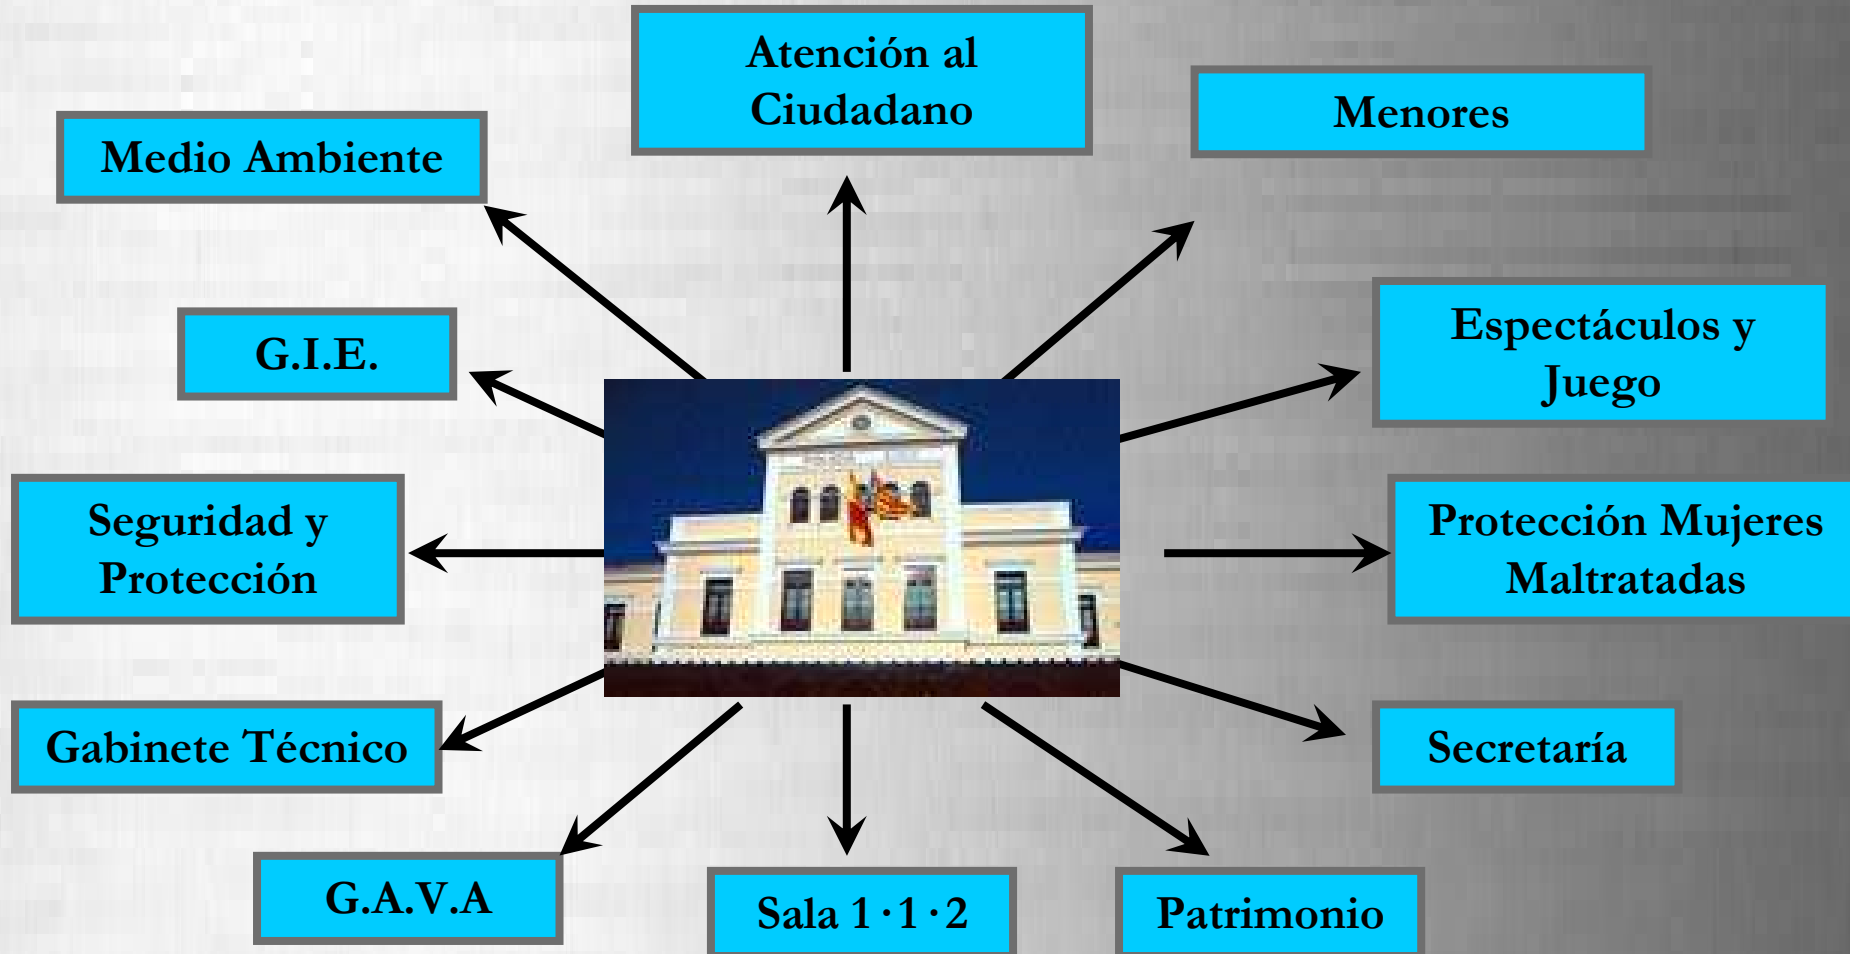 Atención al
Ciudadano
Menores
Medio Ambiente
Espectáculos y
Juego
G.I.E.
Protección Mujeres
Maltratadas
Seguridad y
Protección
Secretaría
Gabinete Técnico
G.A.V.A
Sala 1·1·2
Patrimonio